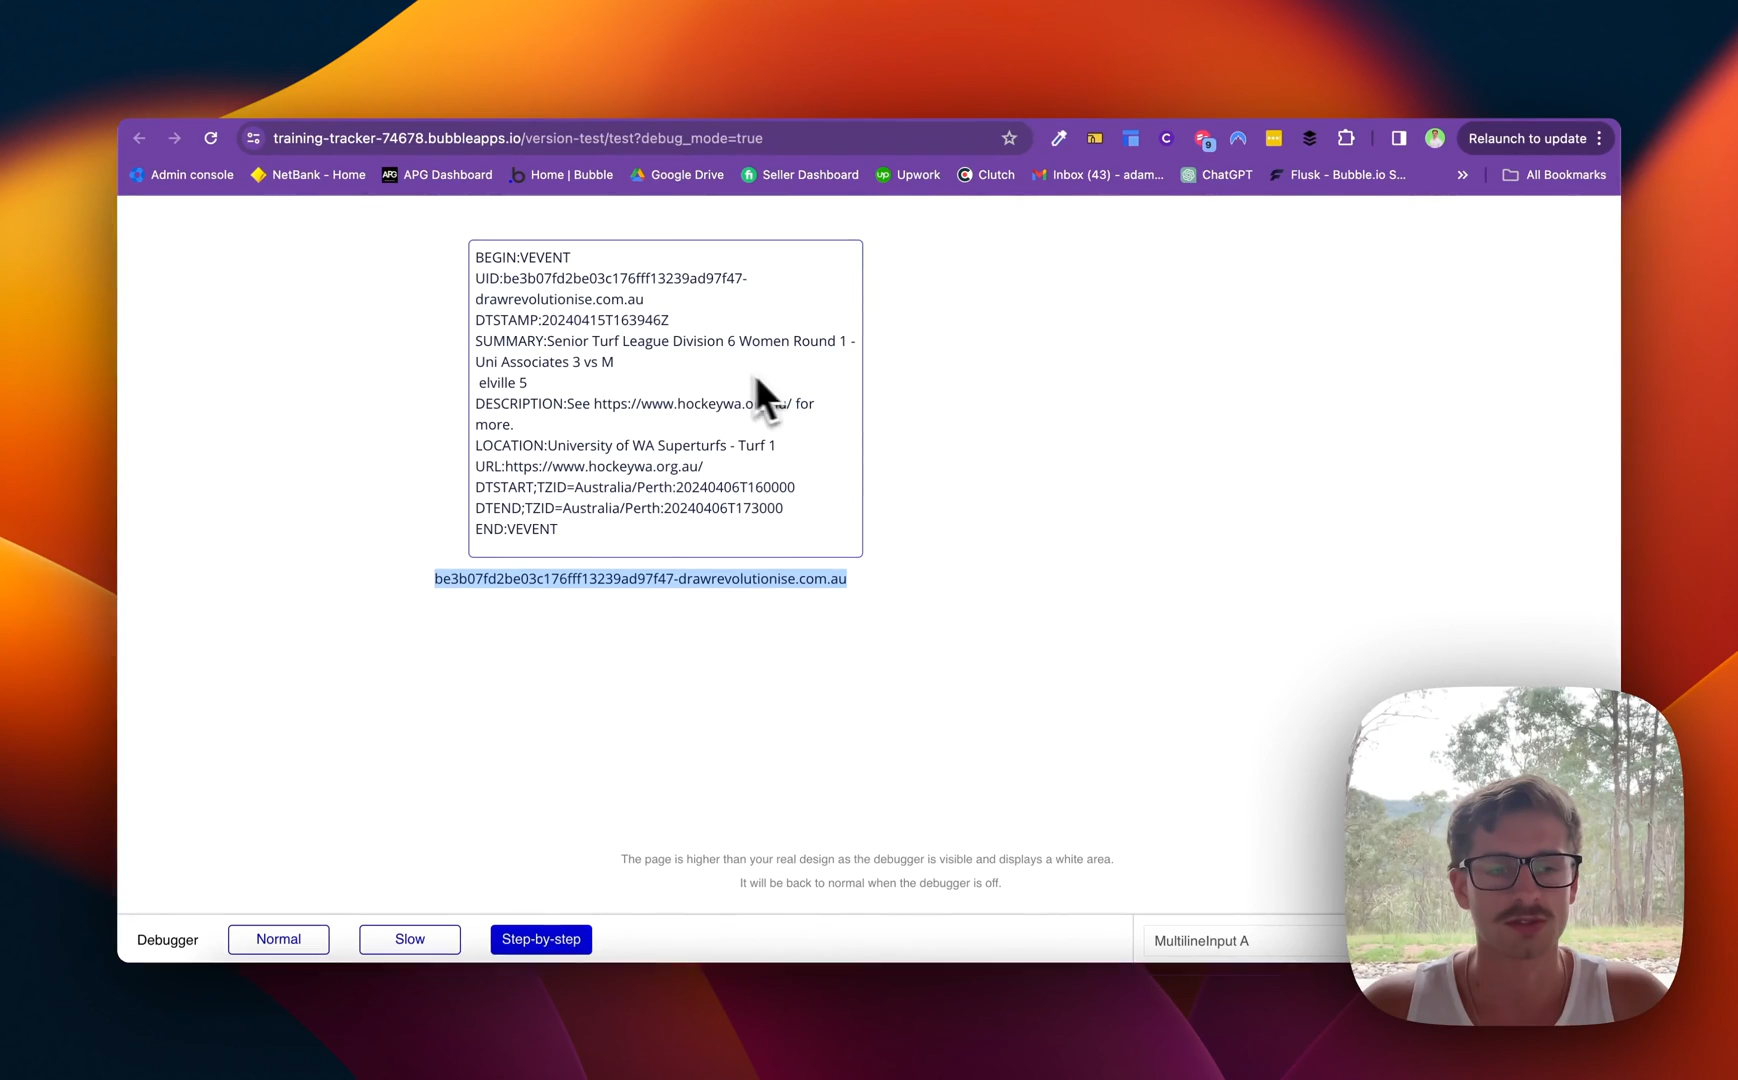 training-tracker-74678.bubbleapps.io/version-test/test?debug_mode=true
9
Relaunch to update
Admin console
NetBank - Home
APG
APG Dashboard
Home | Bubble
Google Drive
Seller Dashboard
up
Upwork
Clutch
Inbox (43) - adam...
ChatGPT
Flusk - Bubble.io S...
»
All Bookmarks
BEGIN:VEVENT
UID:be3b07fd2be03c176fff13239ad97f47-
drawrevolutionise.com.au
DTSTAMP:20240415T163946Z
SUMMARY:Senior Turf League Division 6 Women Round 1 -
Uni Associates 3 vs M
elville 5
DESCRIPTION:See https://www.hockeywa.o u/ for
more.
LOCATION:University of WA Superturfs - Turf 1
URL:https://www.hockeywa.org.au/
DTSTART;TZID=Australia/Perth:20240406T160000
DTEND;TZID=Australia/Perth:20240406T173000
END:VEVENT
be3b07fd2be03c176fff13239ad97f47-drawrevolutionise.com.au
The page is higher than your real design as the debugger is visible and displays a white area.
It will be back to normal when the debugger is off.
Debugger
Normal
Slow
Step-by-step
MultilineInput A